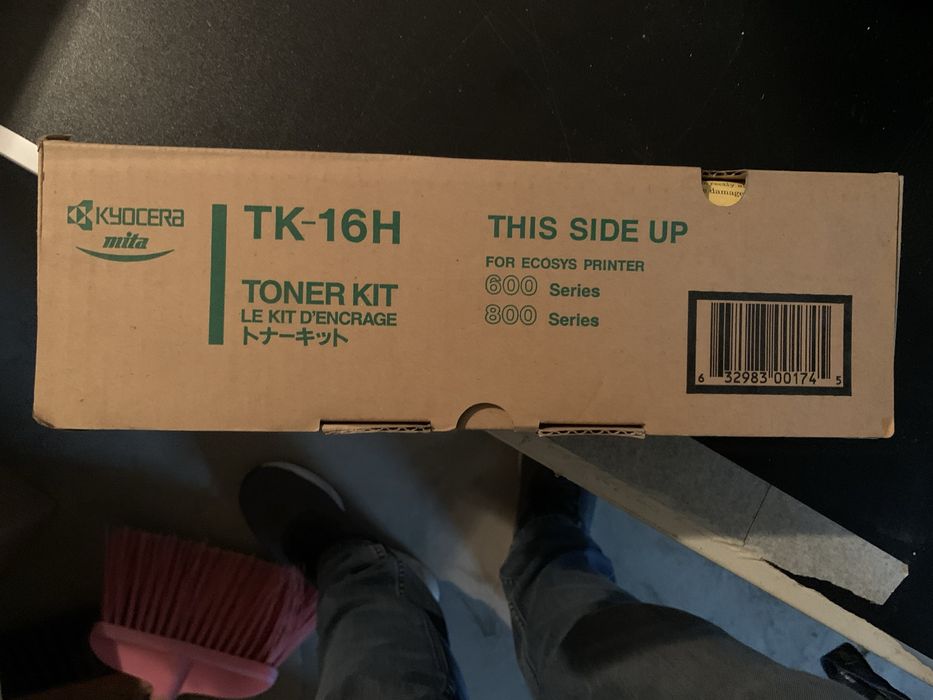 KYOCERA
mita
TK-16H
TONER KIT
LE KIT D'ENCRAGE
トナーキット
THIS SIDE UP
FOR ECOSYS PRINTER
600 Series
800 Series
6 32983 00174 5
damage